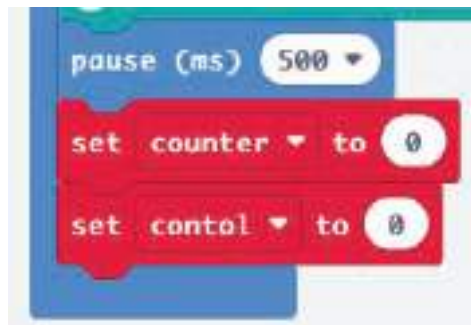 pause (ms) 500
set counter to 0
set contol to 0